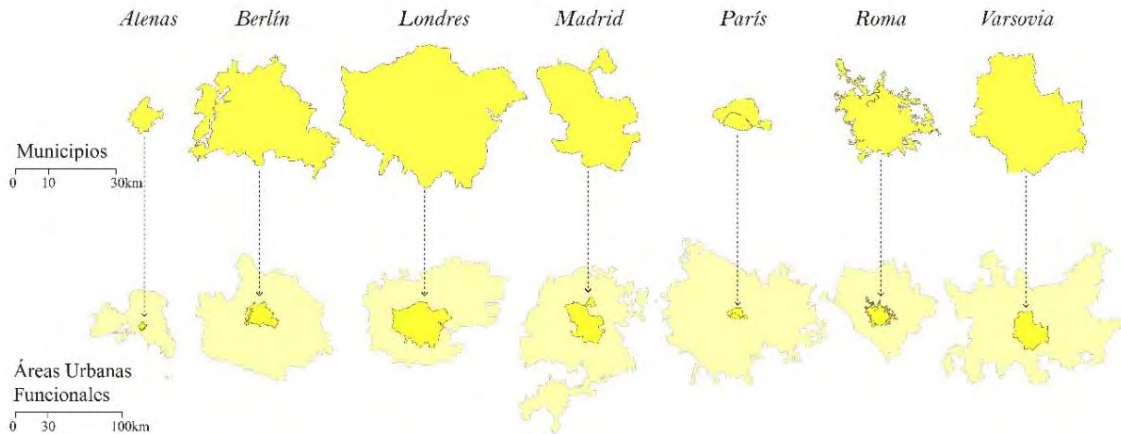 Atenas Berlín Londres Madrid París Roma Varsovia
Municipios
0 10 30km
Áreas Urbanas
Funcionales
0 30 100km